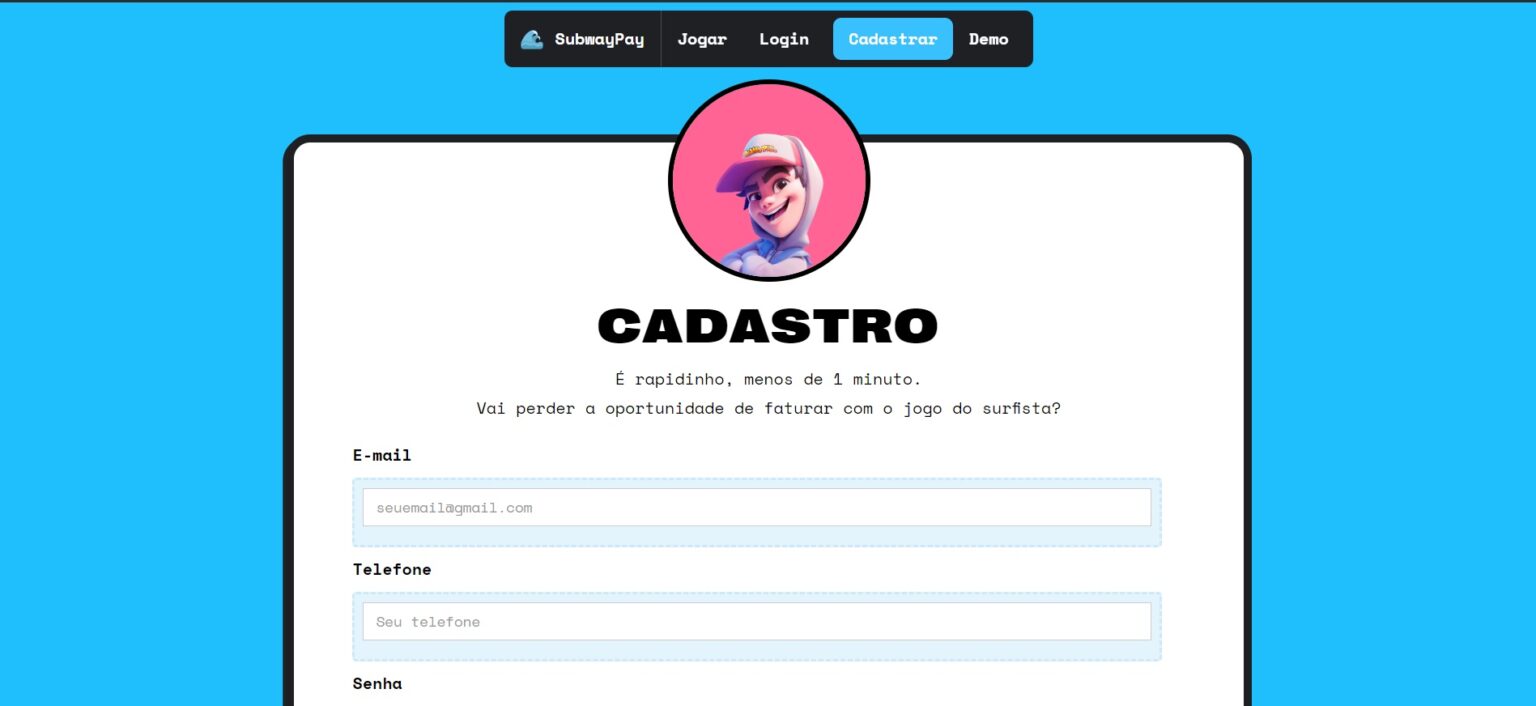 SubwayPay Jogar Login Cadastrar Demo
CADASTRO
É rapidinho, menos de 1 minuto.
Vai perder a oportunidade de faturar com o jogo do surfista?
E-mail
seuemail@gmail.com
Telefone
Seu telefone
Senha